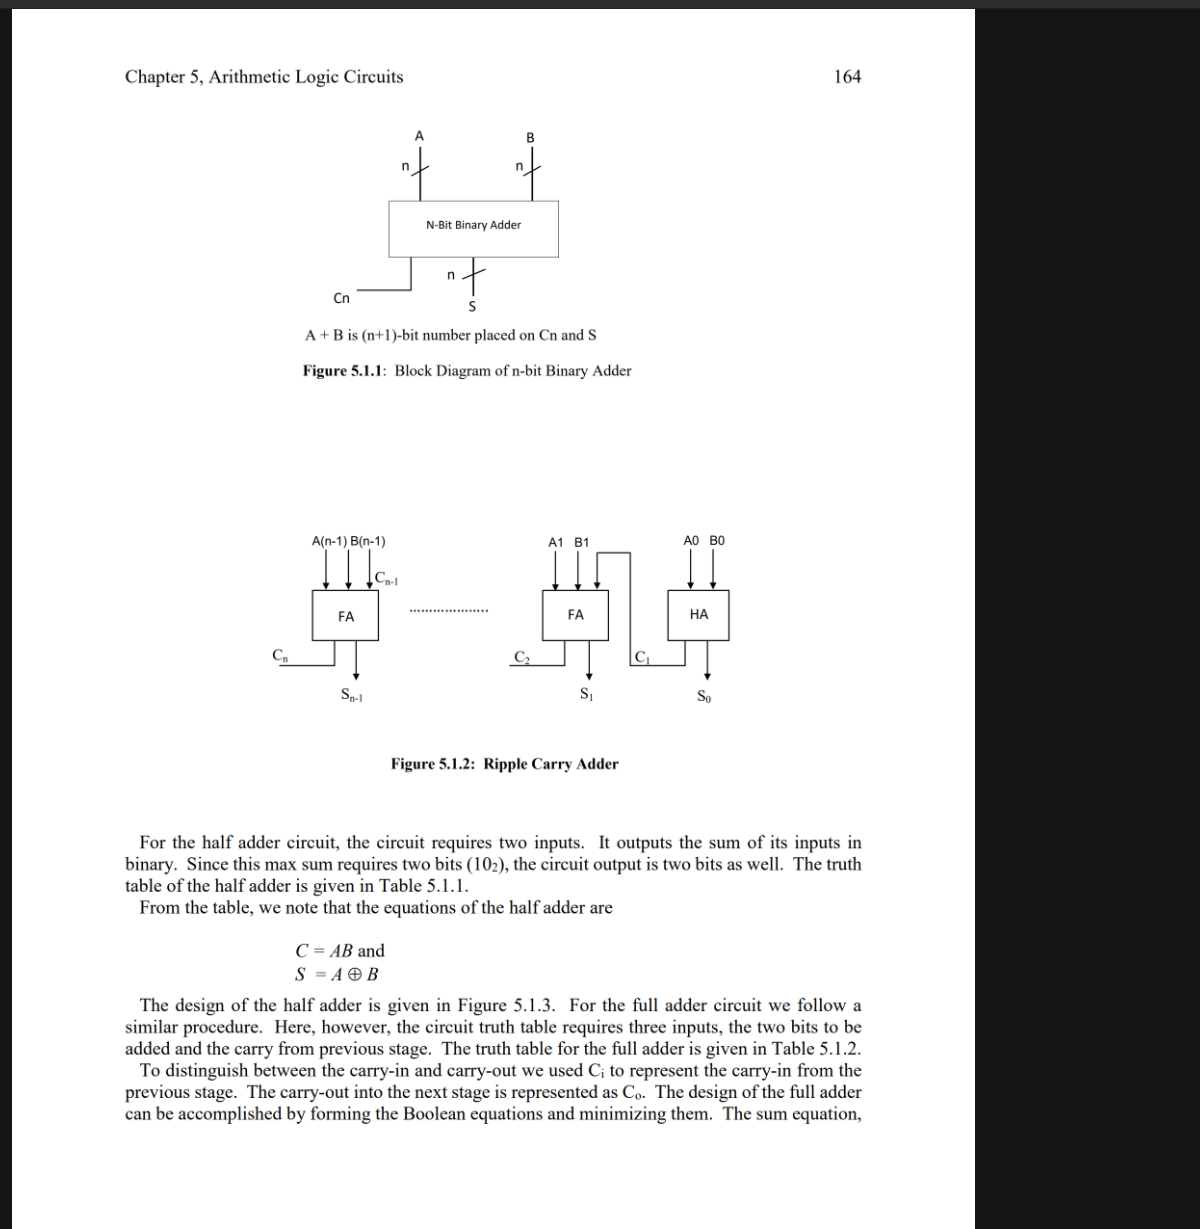 Chapter 5, Arithmetic Logic Circuits 164
A B
n n
N-Bit Binary Adder
n
Cn
S
A + B is (n+1)-bit number placed on Cn and S
Figure 5.1.1: Block Diagram of n-bit Binary Adder
A(n-1) B(n-1) A1 B1 A0 B0
Cn-1
FA ..................... FA HA
Cn C2 C1
Sn-1 S1 S0
Figure 5.1.2: Ripple Carry Adder
For the half adder circuit, the circuit requires two inputs. It outputs the sum of its inputs in
binary. Since this max sum requires two bits (10₂), the circuit output is two bits as well. The truth
table of the half adder is given in Table 5.1.1.
From the table, we note that the equations of the half adder are
C = AB and
S = A ⊕ B
The design of the half adder is given in Figure 5.1.3. For the full adder circuit we follow a
similar procedure. Here, however, the circuit truth table requires three inputs, the two bits to be
added and the carry from previous stage. The truth table for the full adder is given in Table 5.1.2.
To distinguish between the carry-in and carry-out we used Ci to represent the carry-in from the
previous stage. The carry-out into the next stage is represented as Co. The design of the full adder
can be accomplished by forming the Boolean equations and minimizing them. The sum equation,